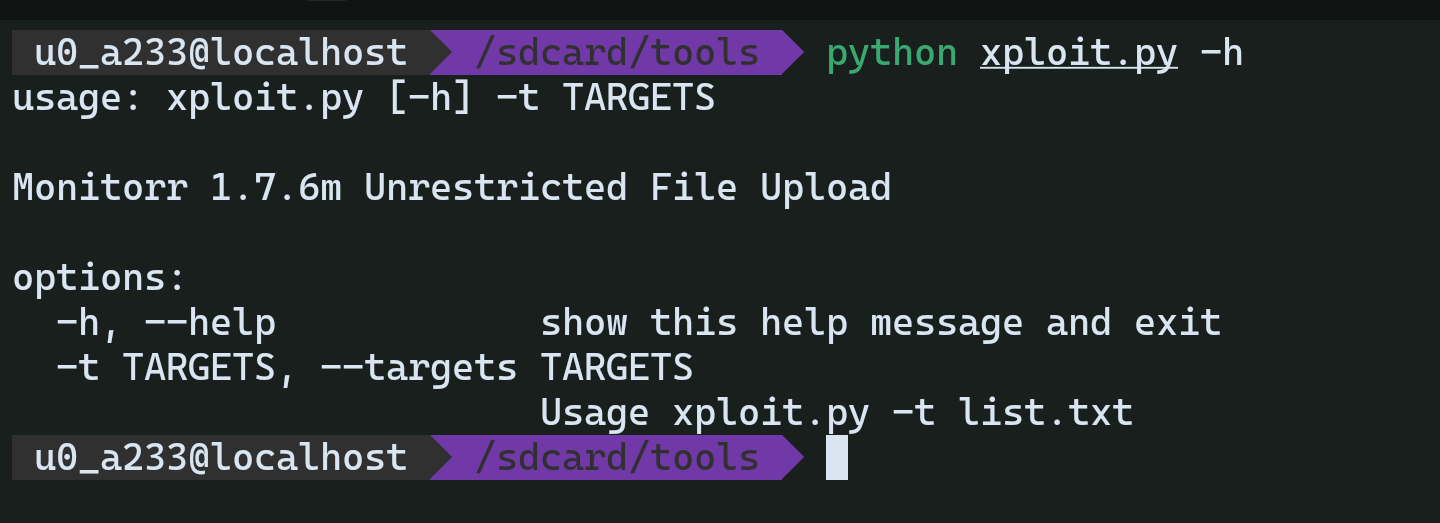 u0_a233@localhost /sdcard/tools python xploit.py -h
usage: xploit.py [-h] -t TARGETS
Monitorr 1.7.6m Unrestricted File Upload
options:
-h, --help show this help message and exit
-t TARGETS, --targets TARGETS
Usage xploit.py -t list.txt
u0_a233@localhost /sdcard/tools